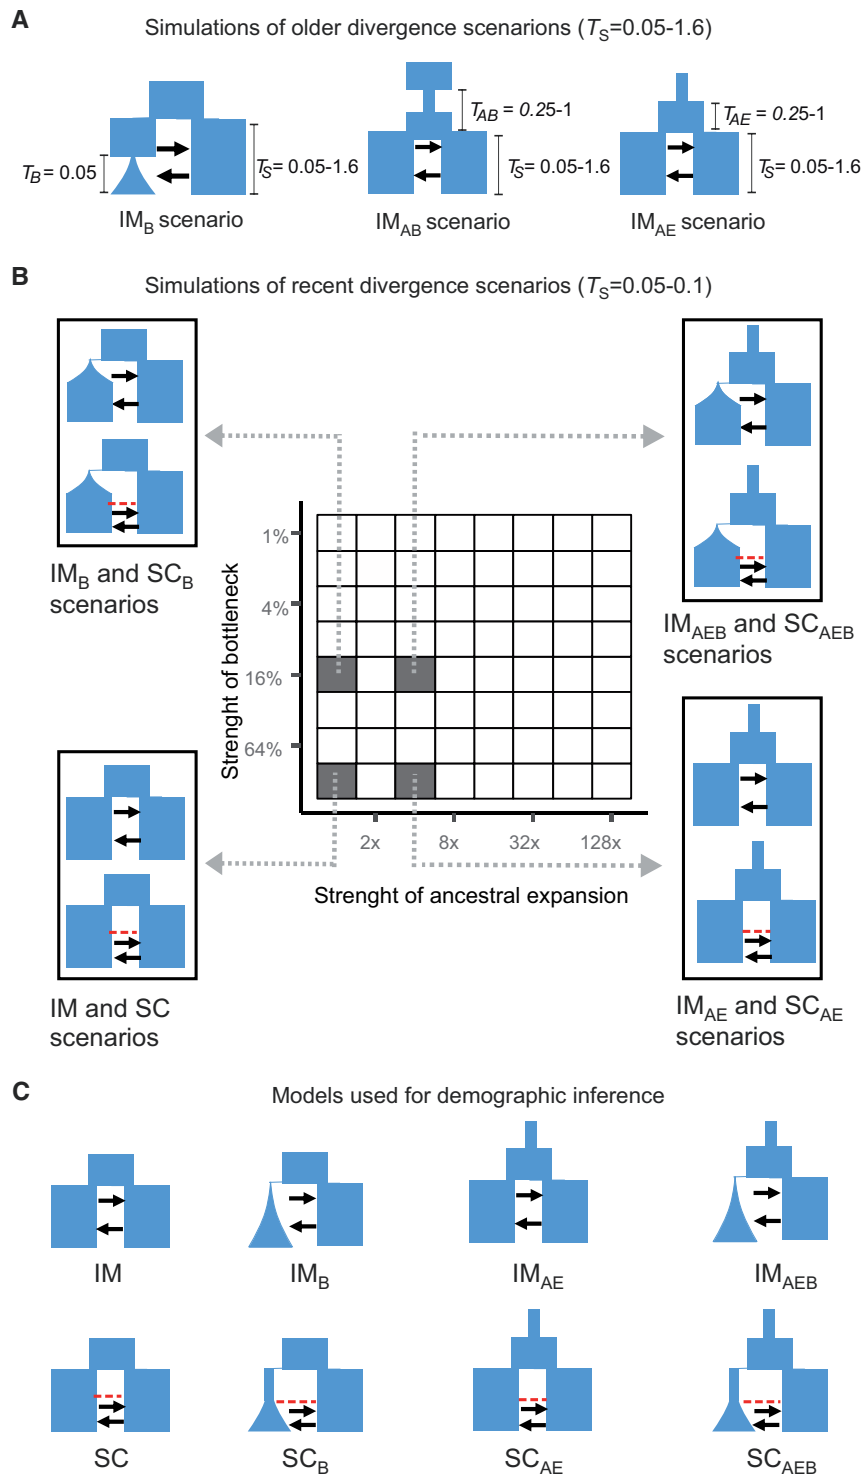 A
Simulations of older divergence scenarions (TS=0.05-1.6)
TB = 0.05
TS= 0.05-1.6
IMB scenario
TAB = 0.25-1
TS= 0.05-1.6
IMAB scenario
TAE = 0.25-1
TS= 0.05-1.6
IMAE scenario
B
Simulations of recent divergence scenarios (TS=0.05-0.1)
IMB and SCB
scenarios
IMAEB and SCAEB
scenarios
Strenght of bottleneck
1%
4%
16%
64%
2x
8x
32x
128x
Strenght of ancestral expansion
IM and SC
scenarios
IMAE and SCAE
scenarios
C
Models used for demographic inference
IM
IMB
IMAE
IMAEB
SC
SCB
SCAE
SCAEB